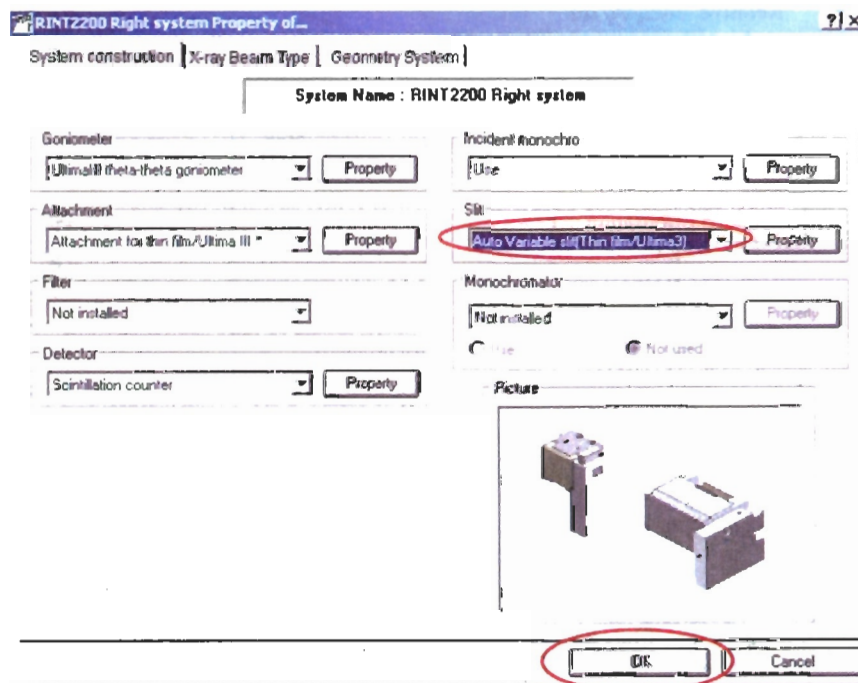 RINT2200 Right system Property of...
System construction
X-ray Beam Type
Geometry System
System Name : RINT2200 Right system
Goniometer
UltimaIII theta-theta goniometer
Property
Incident monochro
Use
Property
Attachment
Attachment for thin film/Ultima III *
Property
Slit
Auto Variable slit(Thin film/Ultima3)
Property
Filter
Not installed
Monochromator
Not installed
Property
Use
Not used
Detector
Scintillation counter
Property
Picture
OK
Cancel